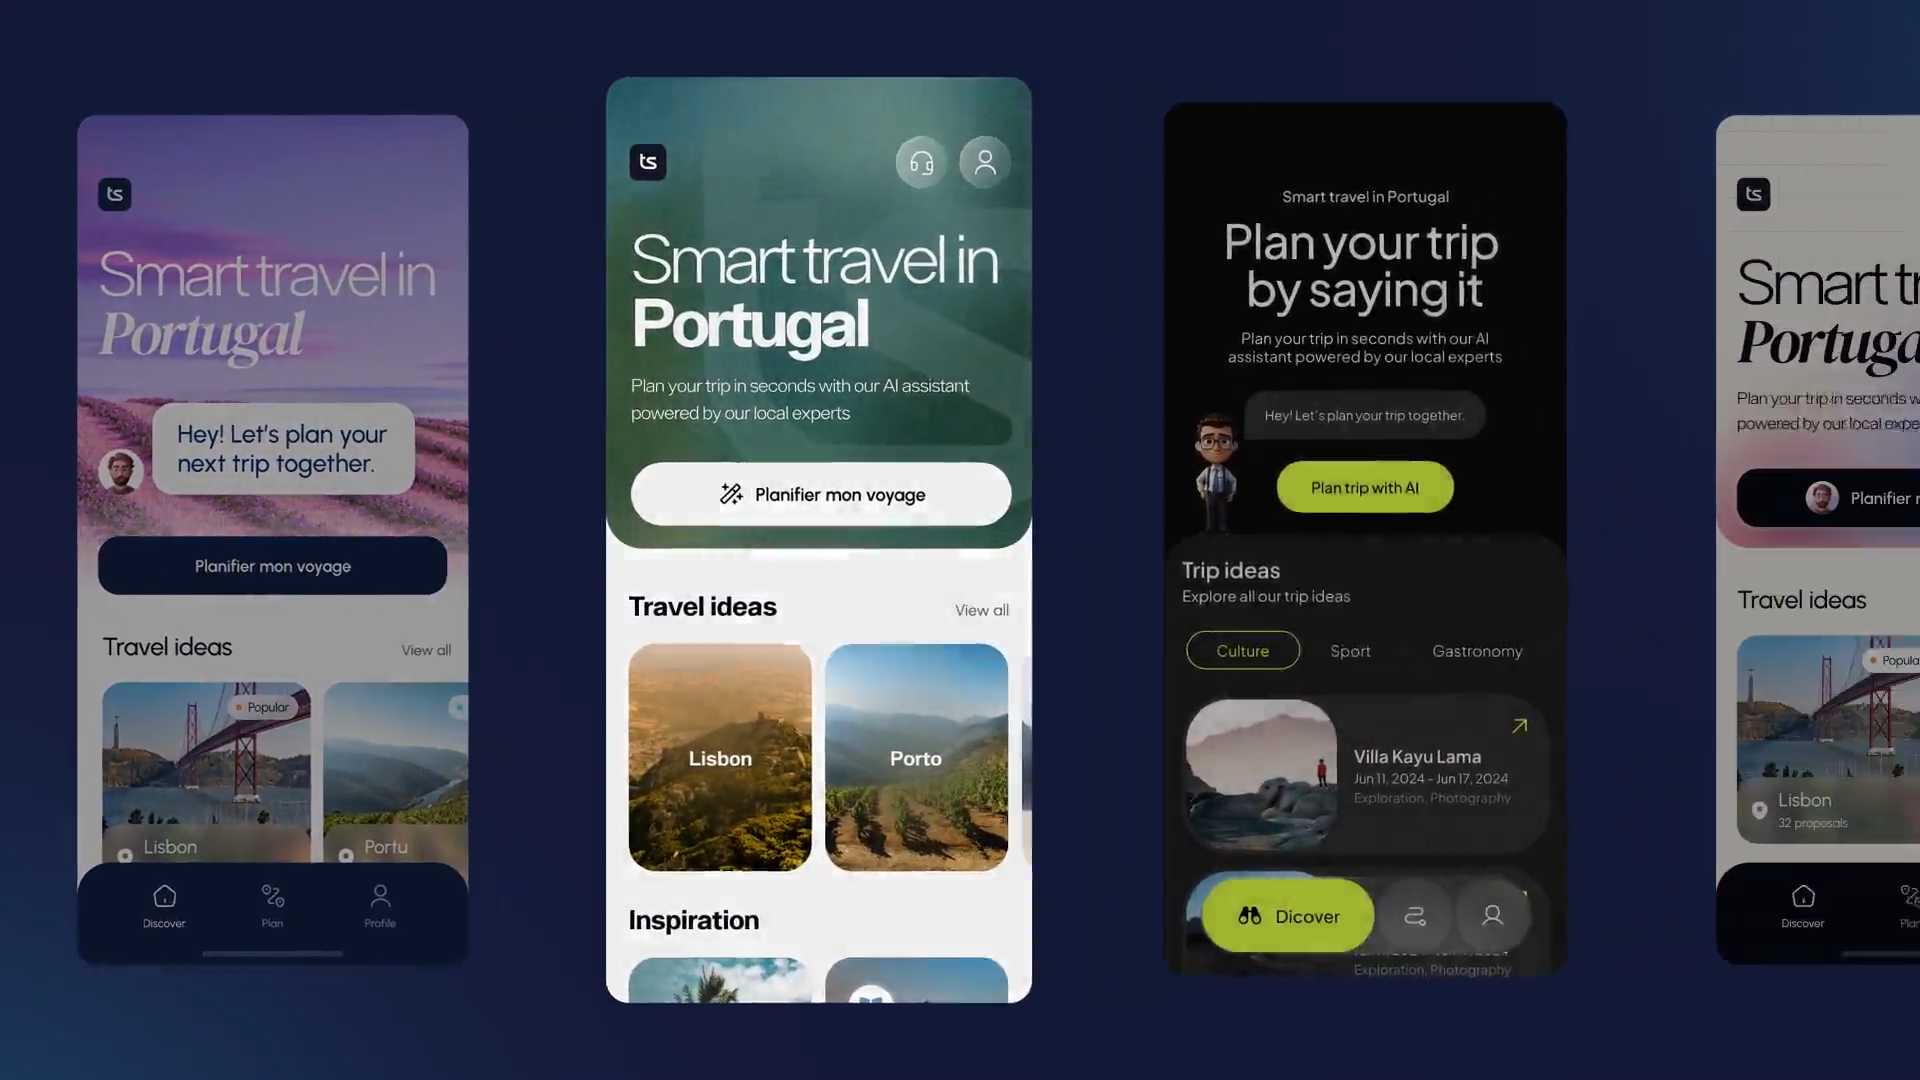 ts
Smart travel in
Portugal
Hey! Let's plan your
next trip together.
Planifier mon voyage
Travel ideas
View all
Popular
Lisbon
Portu
Discover
Plan
Profile
ts
Smart travel in
Portugal
Plan your trip in seconds with our AI assistant
powered by our local experts
Planifier mon voyage
Travel ideas
View all
Lisbon
Porto
Inspiration
Smart travel in Portugal
Plan your trip
by saying it
Plan your trip in seconds with our AI
assistant powered by our local experts
Hey! Let's plan your trip together.
Plan trip with AI
Trip ideas
Explore all our trip ideas
Culture
Sport
Gastronomy
Villa Kayu Lama
Jun 11, 2024 - Jun 17, 2024
Exploration, Photography
Dicover
Exploration, Photography
ts
Smart tr
Portuga
Plan your trip in seconds w
powered by our local expe
Planifier
Travel ideas
Popula
Lisbon
32 proposals
Discover
Plan